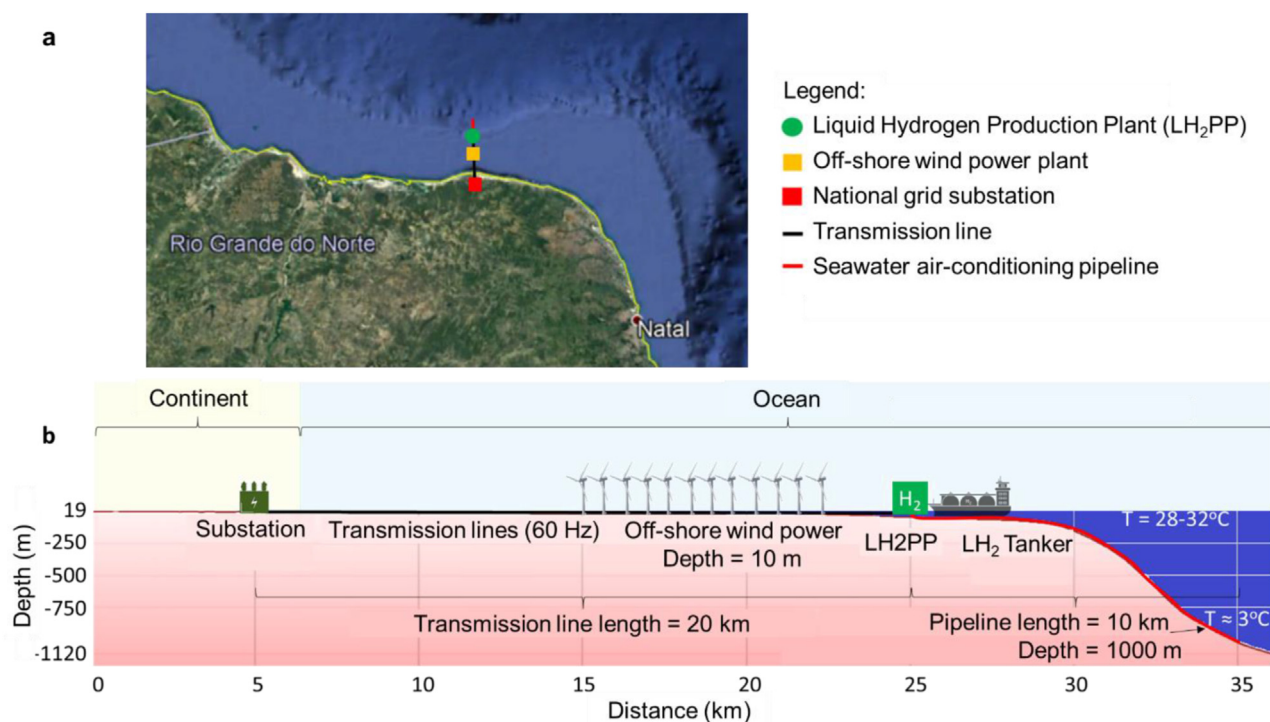 a
Rio Grande do Norte
Natal
Legend:
Liquid Hydrogen Production Plant (LH₂PP)
Off-shore wind power plant
National grid substation
Transmission line
Seawater air-conditioning pipeline
Continent
Ocean
b
H₂
19
-250
-500
-750
-1120
Depth (m)
Substation
Transmission lines (60 Hz)
Off-shore wind power
Depth = 10 m
LH2PP
LH₂ Tanker
T = 28-32°C
Transmission line length = 20 km
Pipeline length = 10 km
Depth = 1000 m
T ≈ 3°C
0 5 10 15 20 25 30 35
Distance (km)